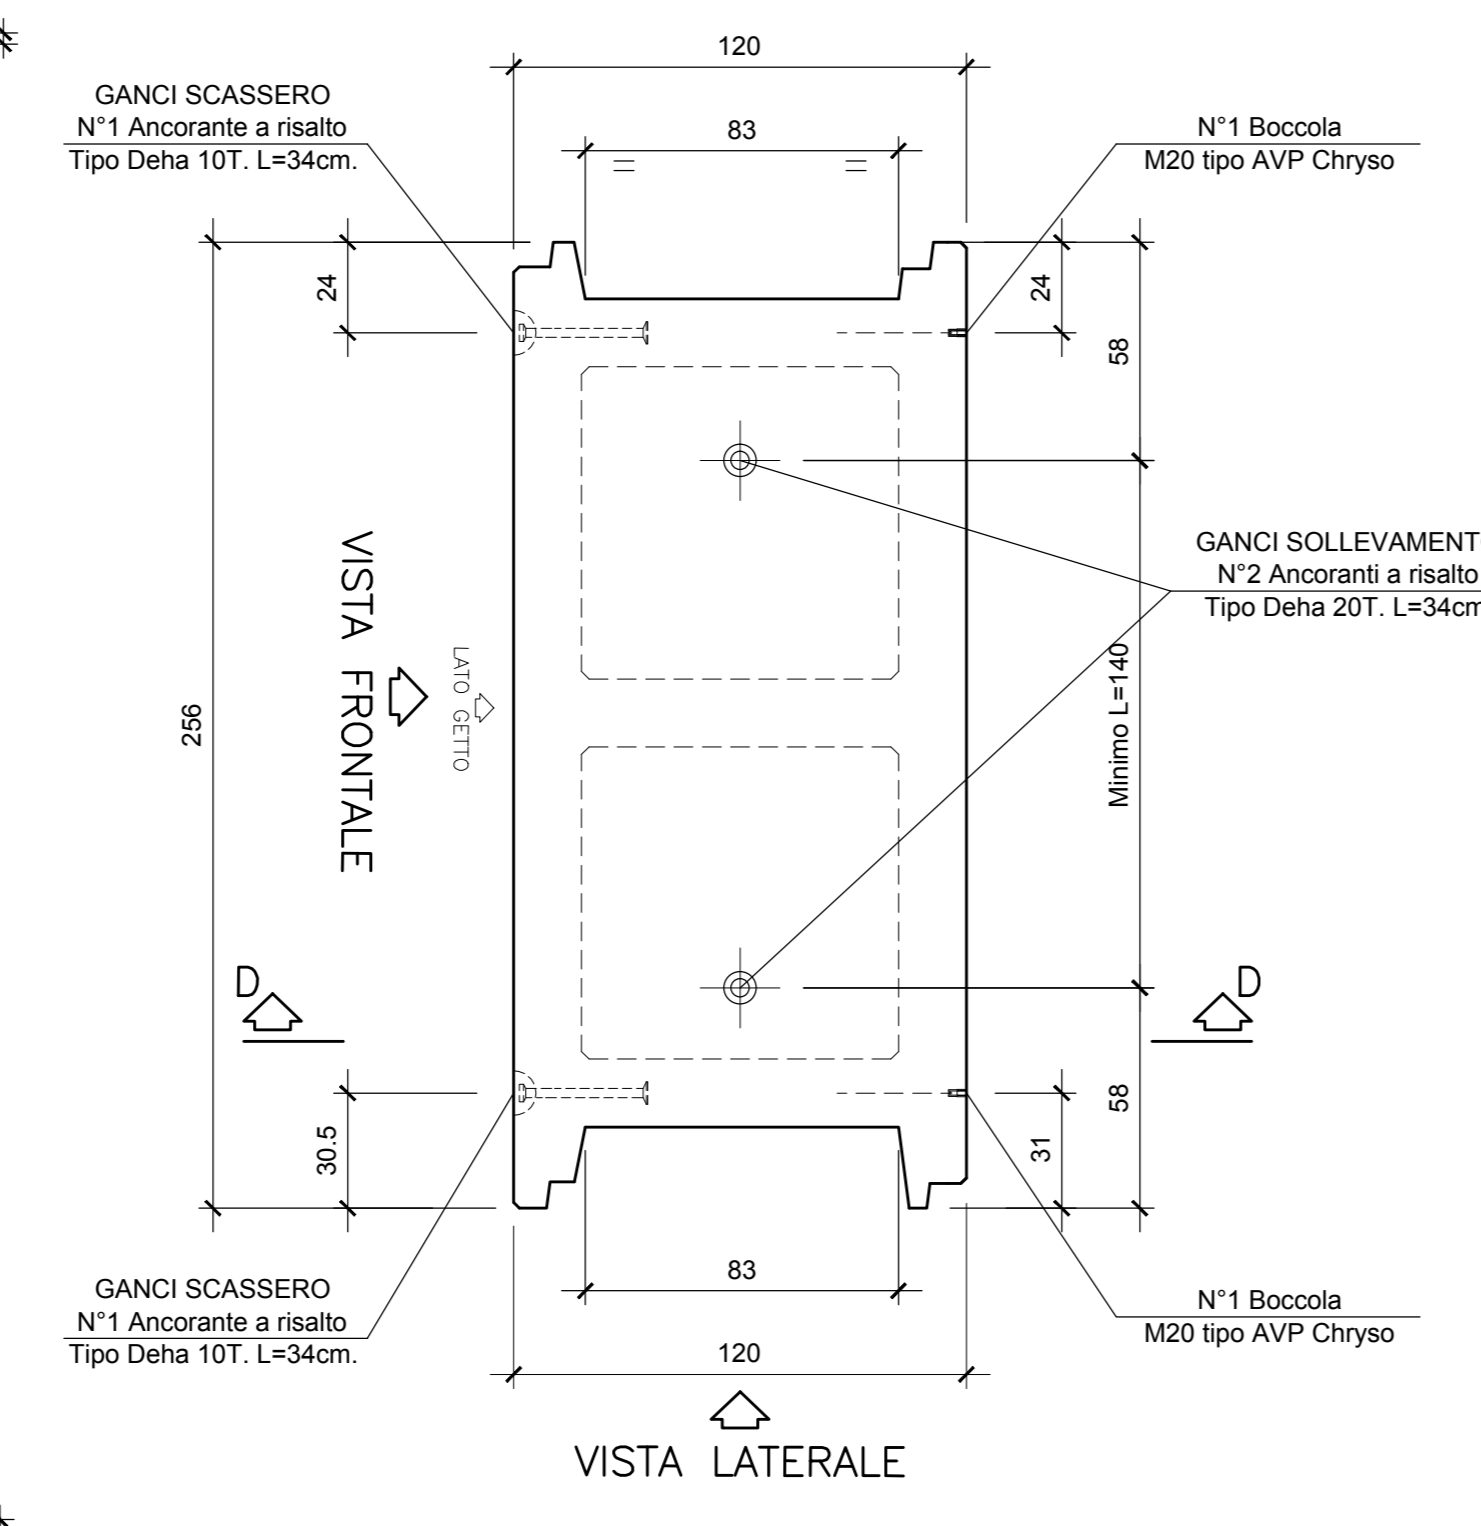 120
GANCI SCASSERO
N°1 Ancorante a risalto
Tipo Deha 10T. L=34cm.
83
N°1 Boccola
M20 tipo AVP Chryso
24
24
58
GANCI SOLLEVAMENT
N°2 Ancoranti a risalto
Tipo Deha 20T. L=34cm
VISTA FRONTALE
LATO GETTO
256
Minimo L=140
D
D
30.5
31
58
83
GANCI SCASSERO
N°1 Ancorante a risalto
Tipo Deha 10T. L=34cm.
N°1 Boccola
M20 tipo AVP Chryso
120
VISTA LATERALE